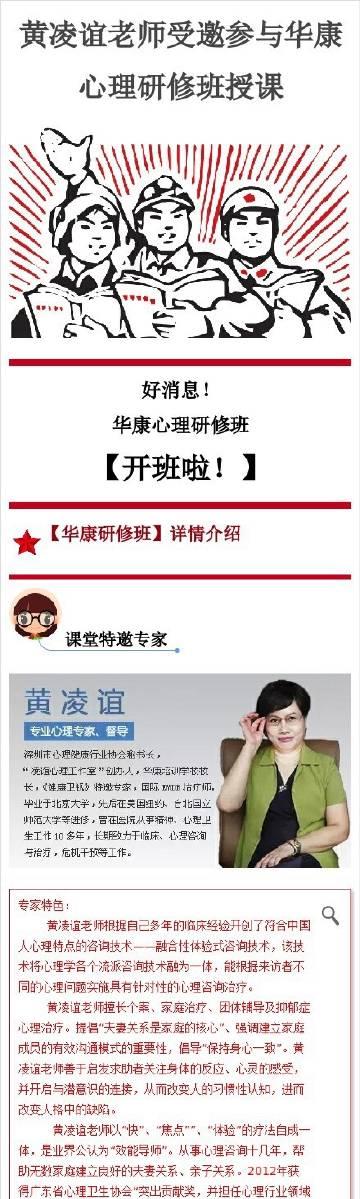 黄凌谊老师受邀参与华康
心理研修班授课
好消息！
华康心理研修班
【开班啦！】
【华康研修班】详情介绍
课堂特邀专家
黄凌谊
专业心理专家、督导
深圳市心理健康行业协会秘书长，
“凌谊心理工作室”创办人，华康培训学校校
长，《健康卫视》特邀专家，国际 EMDR 治疗师。
毕业于北京大学，先后在美国纽约、台北国立
师范大学等进修，曾在医院从事精神、心理卫
生工作 10 多年，长期致力于临床、心理咨询
与治疗，危机干预等工作。
专家特色：
黄凌谊老师根据自己多年的临床经验开创了符合中国
人心理特点的咨询技术——融合性体验式咨询技术，该技
术将心理学各个流派咨询技术融为一体，能根据来访者不
同的心理问题实施具有针对性的心理咨询治疗。
黄凌谊老师擅长个案、家庭治疗、团体辅导及抑郁症
心理治疗。提倡“夫妻关系是家庭的核心”、强调建立家庭
成员的有效沟通模式的重要性，倡导“保持身心一致”。黄
凌谊老师善于启发求助者关注身体的反应、心灵的感受，
并开启与潜意识的连接，从而改变人的习惯性认知，进而
改变人格中的缺陷。
黄凌谊老师以“快”、“焦点”“、“体验”的疗法自成一
体，是业界公认为“效能导师”。从事心理咨询十几年，帮
助无数家庭建立良好的夫妻关系、亲子关系。2012年获
得广东省心理卫生协会“突出贡献奖，并担任心理行业领域